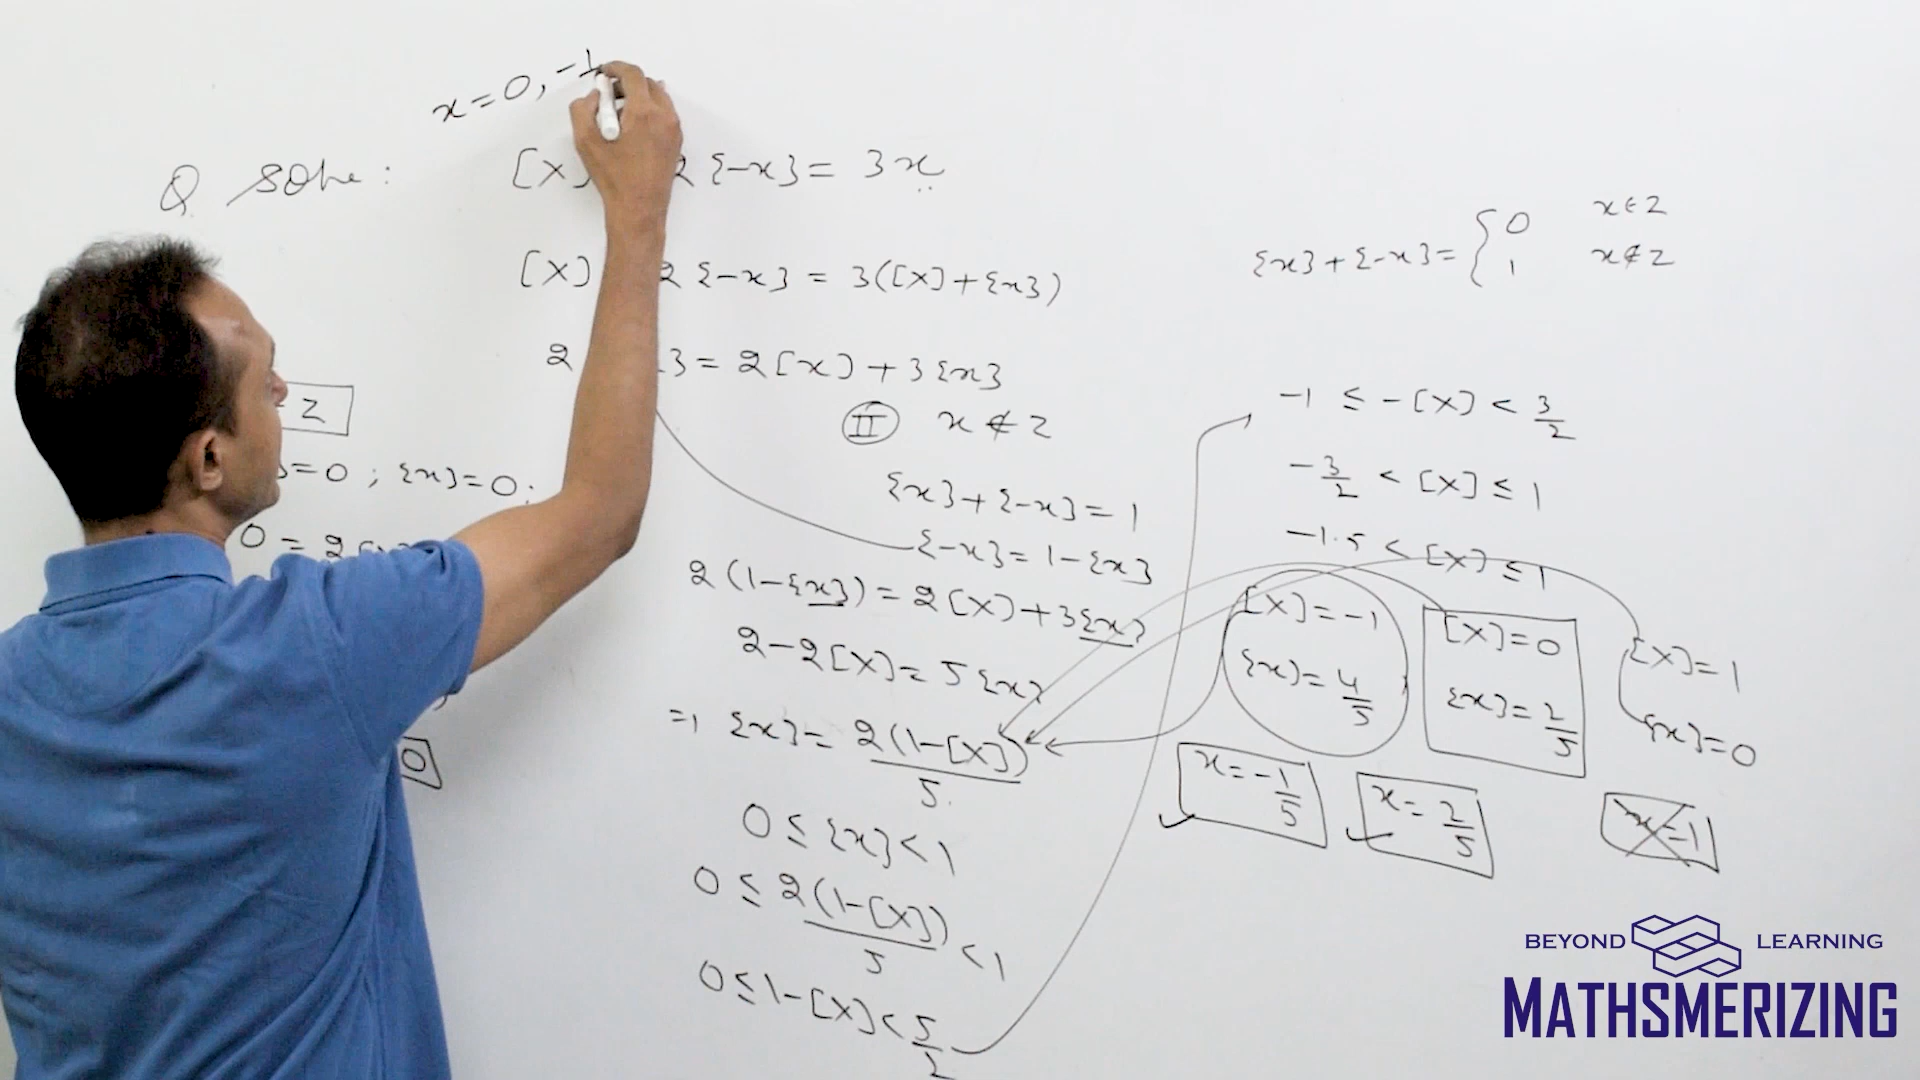 x=0, -1
Q Solve : [x] 2 {-x} = 3x
[x] 2 {-x} = 3([x]+{x})
2 } = 2[x] + 3{x}
2
}=0 ; {x}=0;
0 = 2[x]
0
II x ∉ Z
{x}+{-x}=1
{-x}=1-{x}
2(1-{x})=2[x]+3{x}
2-2[x]=5{x}
=) {x}= 2(1-[x])/5
0 ≤ {x} < 1
0 ≤ 2(1-[x])/5 < 1
0 ≤ 1-[x] < 5/2
{x}+{-x}= { 0 x∈Z
1 x∉Z
-1 ≤ -[x] < 3/2
-3/2 < [x] ≤ 1
-1.5 < [x] ≤ 1
[x]=-1 [x]=0 [x]=1
{x}=4/5 {x}=2/5 {x}=0
x=-1/5 x=2/5 x=1
BEYOND LEARNING
MATHSMERIZING